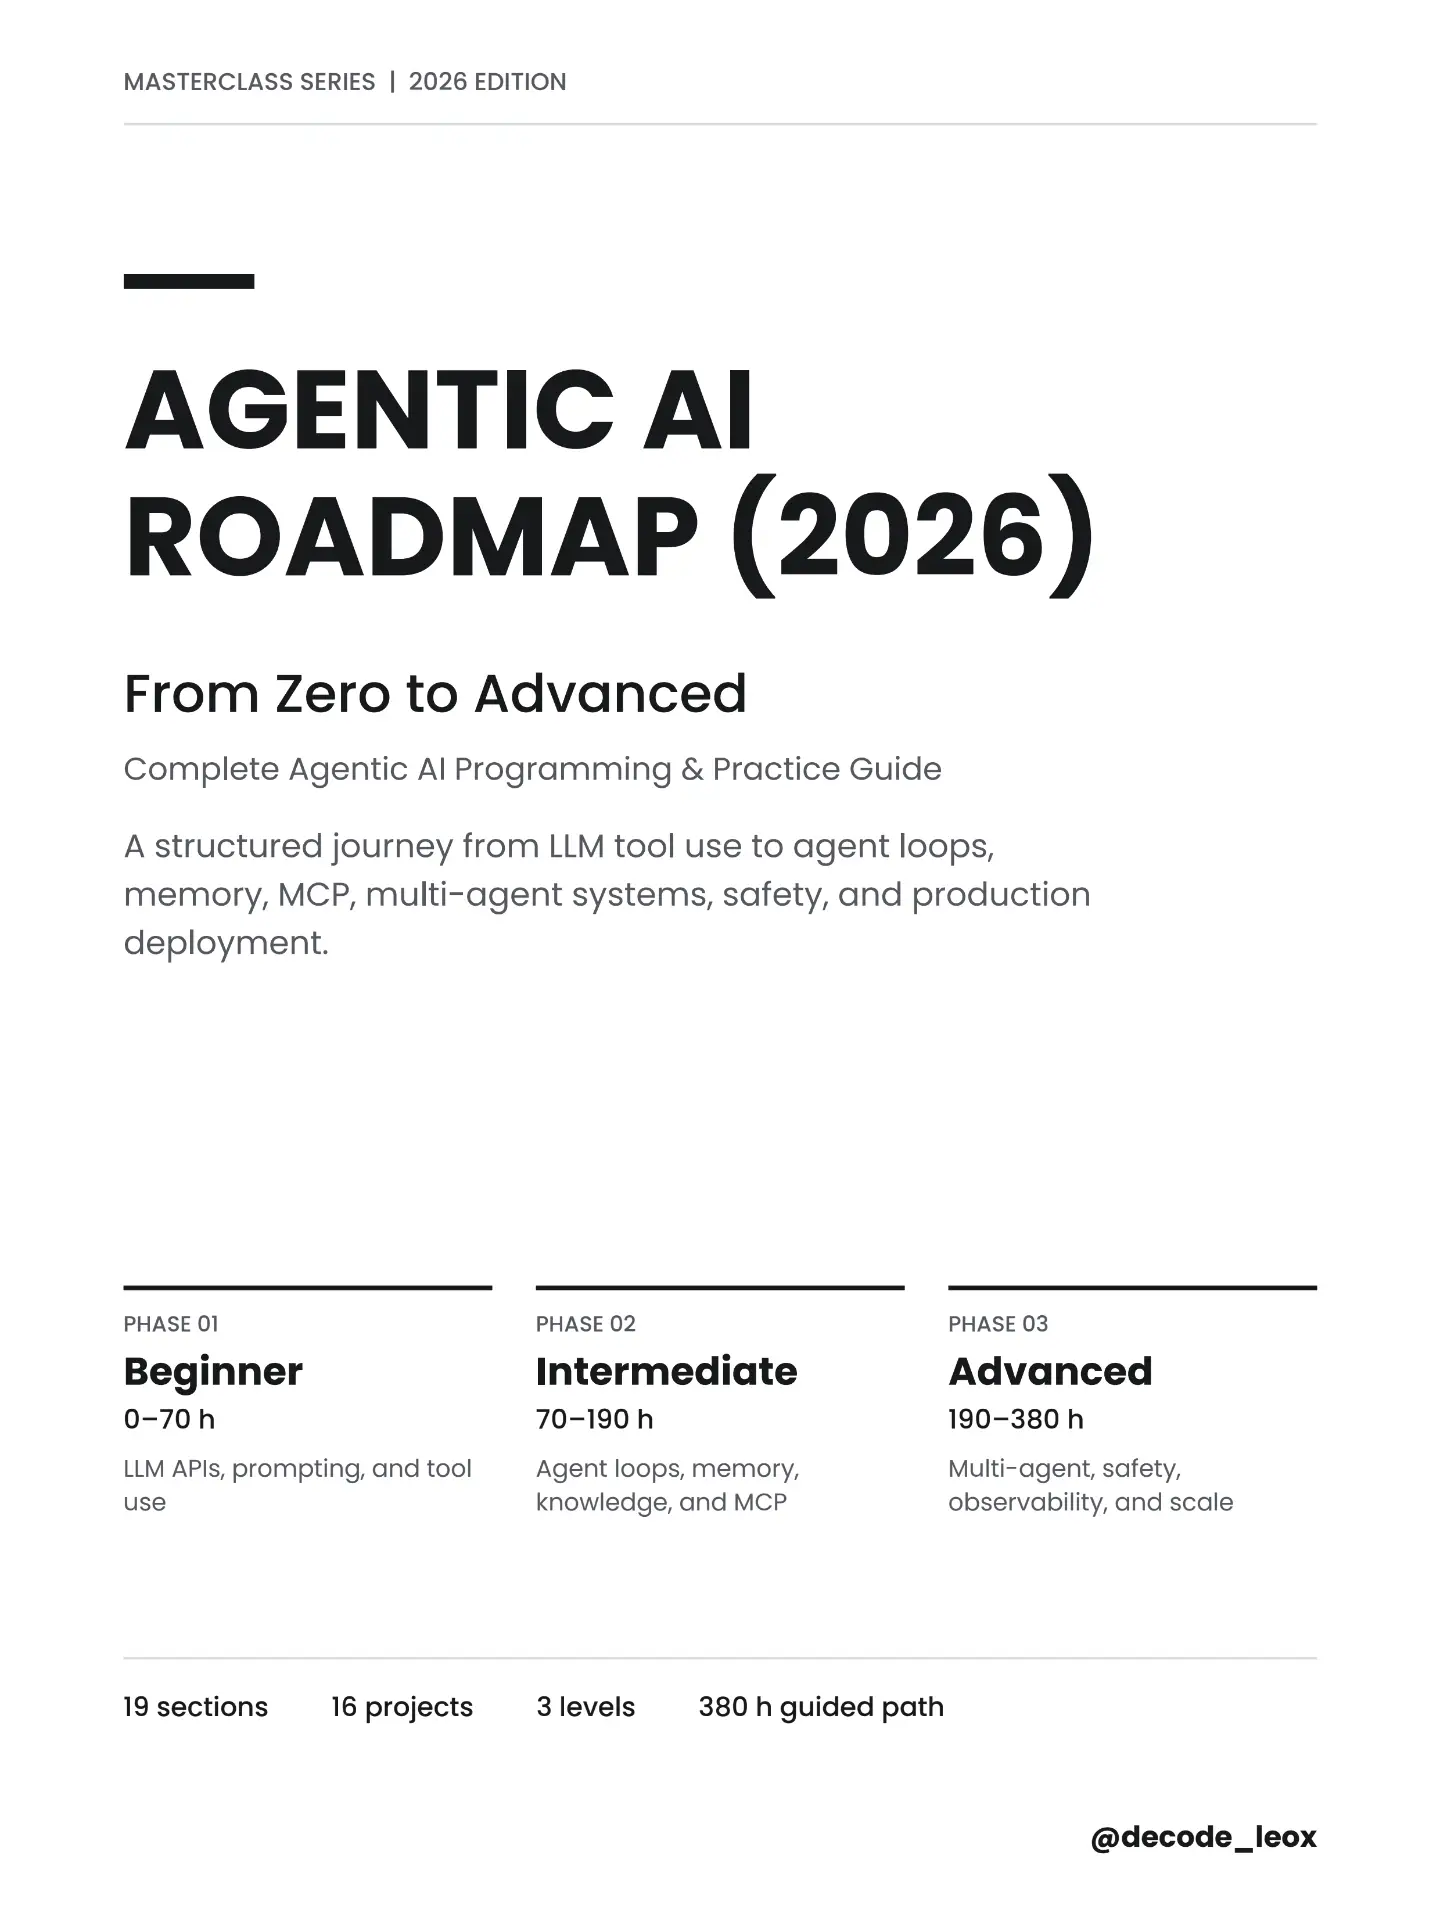 MASTERCLASS SERIES | 2026 EDITION
AGENTIC AI
ROADMAP (2026)
From Zero to Advanced
Complete Agentic AI Programming & Practice Guide
A structured journey from LLM tool use to agent loops,
memory, MCP, multi-agent systems, safety, and production
deployment.
PHASE 01
Beginner
0–70 h
LLM APIs, prompting, and tool
use
PHASE 02
Intermediate
70–190 h
Agent loops, memory,
knowledge, and MCP
PHASE 03
Advanced
190–380 h
Multi-agent, safety,
observability, and scale
19 sections 16 projects 3 levels 380 h guided path
@decode_leox